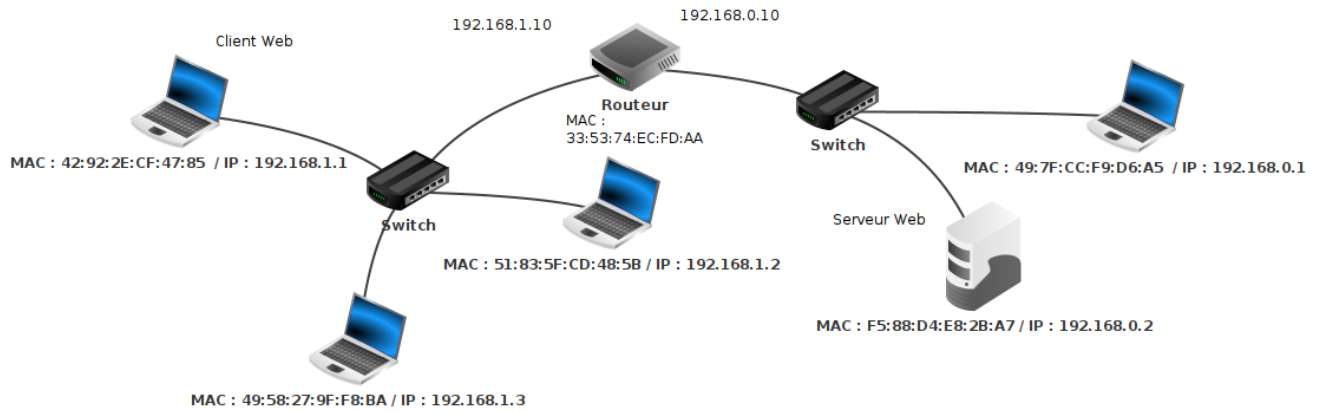 192.168.1.10
192.168.0.10
Client Web
Routeur
MAC :
33:53:74:EC:FD:AA
Switch
MAC : 42:92:2E:CF:47:85 / IP : 192.168.1.1
MAC : 49:7F:CC:F9:D6:A5 / IP : 192.168.0.1
Switch
Serveur Web
MAC : 51:83:5F:CD:48:5B / IP : 192.168.1.2
MAC : F5:88:D4:E8:2B:A7 / IP : 192.168.0.2
MAC : 49:58:27:9F:F8:BA / IP : 192.168.1.3